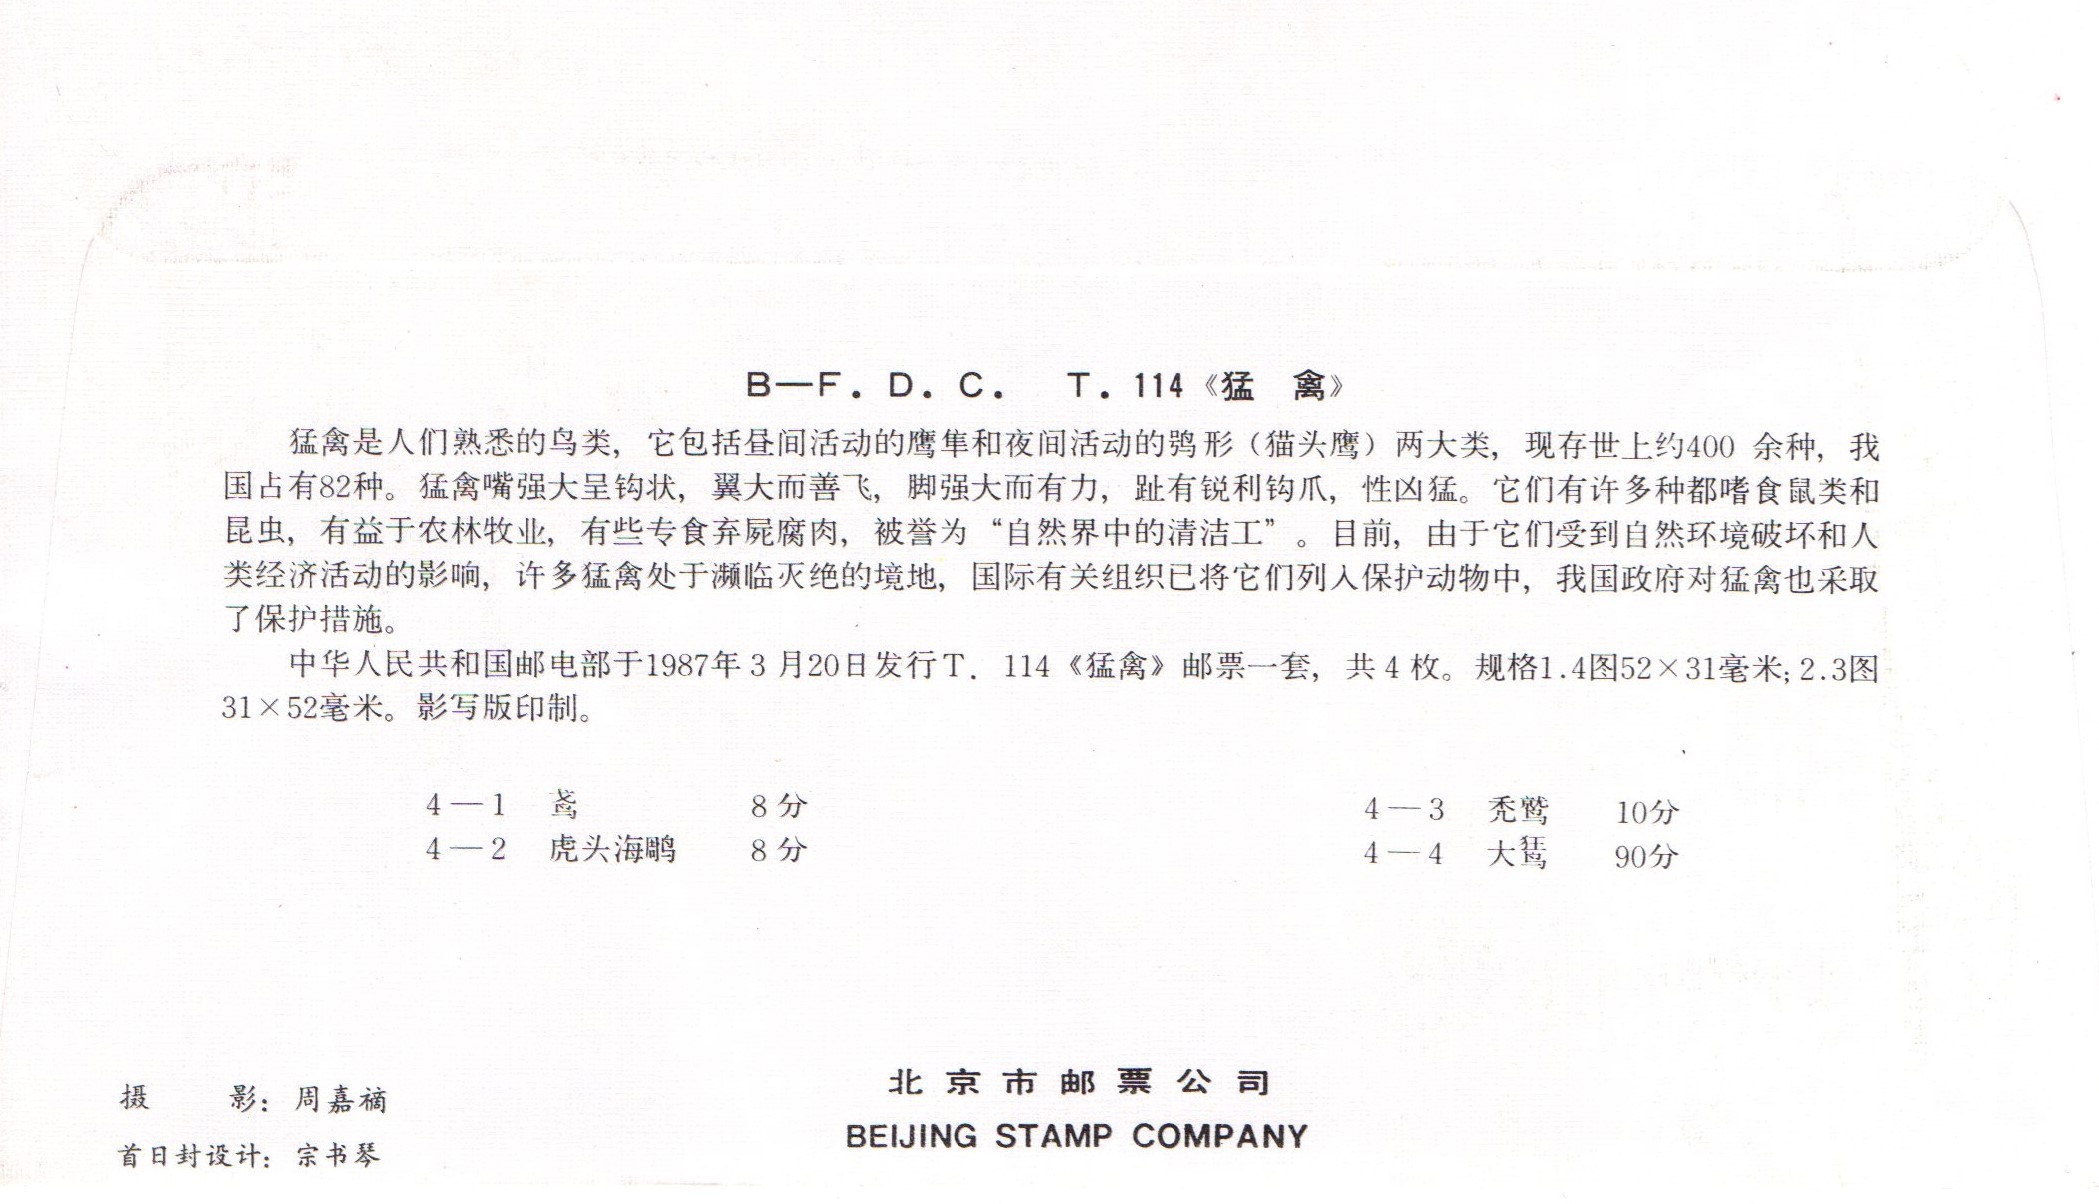 B—F. D. C. T. 114《猛 禽》
猛禽是人们熟悉的鸟类，它包括昼间活动的鹰隼和夜间活动的鸮形（猫头鹰）两大类，现存世上约400 余种，我
国占有82种。猛禽嘴强大呈钩状，翼大而善飞，脚强大而有力，趾有锐利钩爪，性凶猛。它们有许多种都嗜食鼠类和
昆虫，有益于农林牧业，有些专食弃屍腐肉，被誉为“自然界中的清洁工”。目前，由于它们受到自然环境破坏和人
类经济活动的影响，许多猛禽处于濒临灭绝的境地，国际有关组织已将它们列入保护动物中，我国政府对猛禽也采取
了保护措施。
中华人民共和国邮电部于1987年3月20日发行T. 114《猛禽》邮票一套，共4枚。规格1.4图52×31毫米；2.3图
31×52毫米。影写版印制。
4—1 鸢 8分
4—2 虎头海鵰 8分
4—3 秃鹫 10分
4—4 大鵟 90分
摄 影：周嘉樀
首日封设计：宗书琴
北京市邮票公司
BEIJING STAMP COMPANY